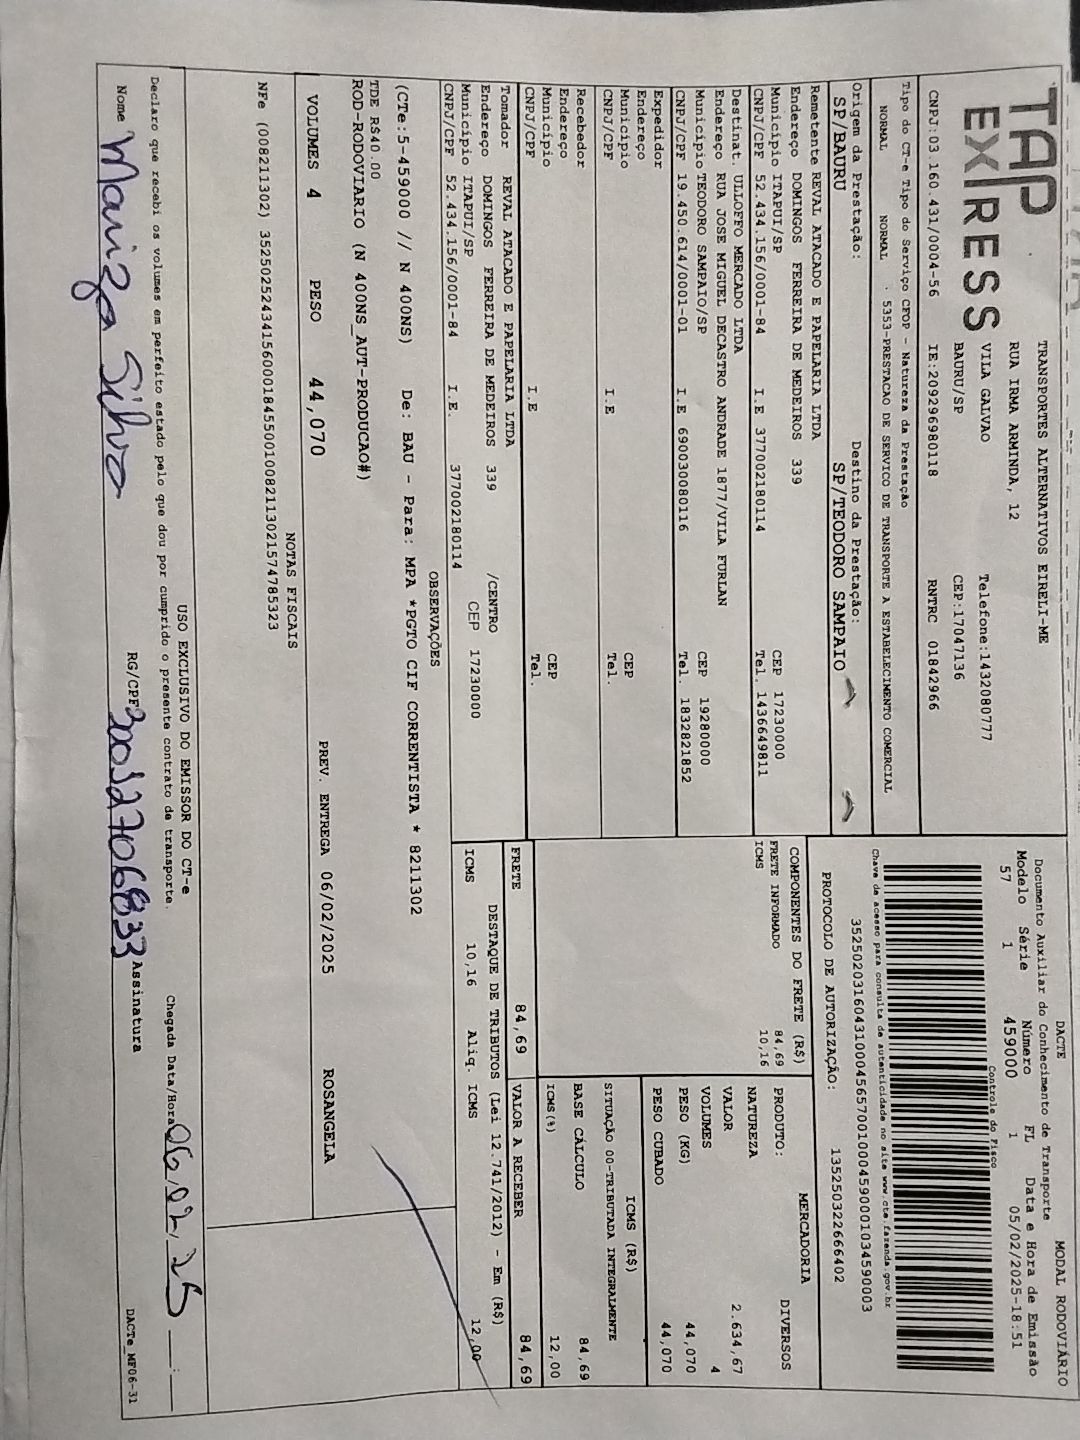 TAP
EXPRESS
TRANSPORTES ALTERNATIVOS EIRELI-ME
RUA IRMA ARMINDA, 12
VILA GALVAO
BAURU/SP
Telefone:1432080777
CEP:17047136
CNPJ:03.160.431/0004-56 IE:209296980118 RNTRC 01842966
Tipo do CT-e Tipo do Serviço CFOP - Natureza da Prestação
NORMAL NORMAL 5353-PRESTACAO DE SERVICO DE TRANSPORTE A ESTABELECIMENTO COMERCIAL
Origem da Prestação: Destino da Prestação:
SP/BAURU SP/TEODORO SAMPAIO
DACTE MODAL RODOVIÁRIO
Documento Auxiliar do Conhecimento de Transporte
Modelo Série Número FL Data e Hora de Emissão
57 1 459000 1 05/02/2025-18:51
Controle do Fisco
Chave de acesso para consulta de autenticidade no site www.cte.fazenda.gov.br
35250203160431000456570010004590001034590003
PROTOCOLO DE AUTORIZAÇÃO: 135250322666402
Remetente REVAL ATACADO E PAPELARIA LTDA
Endereço DOMINGOS FERREIRA DE MEDEIROS 339
Município ITAPUI/SP CEP 17230000
CNPJ/CPF 52.434.156/0001-84 I.E 377002180114 Tel. 1436649811
Destinat. ULLOFFO MERCADO LTDA
Endereço RUA JOSE MIGUEL DECASTRO ANDRADE 1877/VILA FURLAN
Município TEODORO SAMPAIO/SP CEP 19280000
CNPJ/CPF 19.450.614/0001-01 I.E 690030080116 Tel. 1832821852
Expedidor
Endereço
Município CEP
CNPJ/CPF I.E Tel.
Recebedor
Endereço
Município CEP
CNPJ/CPF I.E Tel.
Tomador REVAL ATACADO E PAPELARIA LTDA
Endereço DOMINGOS FERREIRA DE MEDEIROS 339 /CENTRO
Município ITAPUI/SP CEP 17230000
CNPJ/CPF 52.434.156/0001-84 I.E. 377002180114
COMPONENTES DO FRETE (R$)
FRETE INFORMADO 84,69
ICMS 10,16
MERCADORIA
PRODUTO: DIVERSOS
NATUREZA
VALOR 2.634,67
VOLUMES 4
PESO (KG) 44,070
PESO CUBADO 44,070
ICMS (R$)
SITUAÇÃO 00-TRIBUTADA INTEGRALMENTE
BASE CÁLCULO 84,69
ICMS(%) 12,00
FRETE 84,69 VALOR A RECEBER 84,69
DESTAQUE DE TRIBUTOS (Lei 12.741/2012) - Em (R$)
ICMS 10,16 Aliq. ICMS 12,00
OBSERVAÇÕES
(CTe:5-459000 // N 400NS) De: BAU - Para: MPA *PGTO CIF CORRENTISTA * 8211302
TDE R$40.00
ROD-RODOVIARIO (N 400NS_AUT-PRODUCAO#)
VOLUMES 4 PESO 44,070 PREV. ENTREGA 06/02/2025 ROSANGELA
NOTAS FISCAIS
NFe (008211302) 35250252434156000184550010082113021574785323
USO EXCLUSIVO DO EMISSOR DO CT-e
Declaro que recebi os volumes em perfeito estado pelo que dou por cumprido o presente contrato de transporte.
Chegada Data/Hora 06/02/25 :
Nome Mariza Silva RG/CPF Assinatura
DACTe_MF06-31